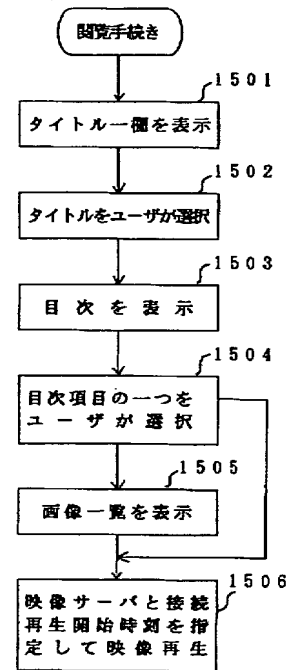 閲覧手続き
1501
タイトル一欄を表示
1502
タイトルをユーザが選択
1503
目次を表示
1504
目次項目の一つを
ユーザが選択
1505
画像一覧を表示
1506
映像サーバと接続
再生開始時刻を指
定して映像再生